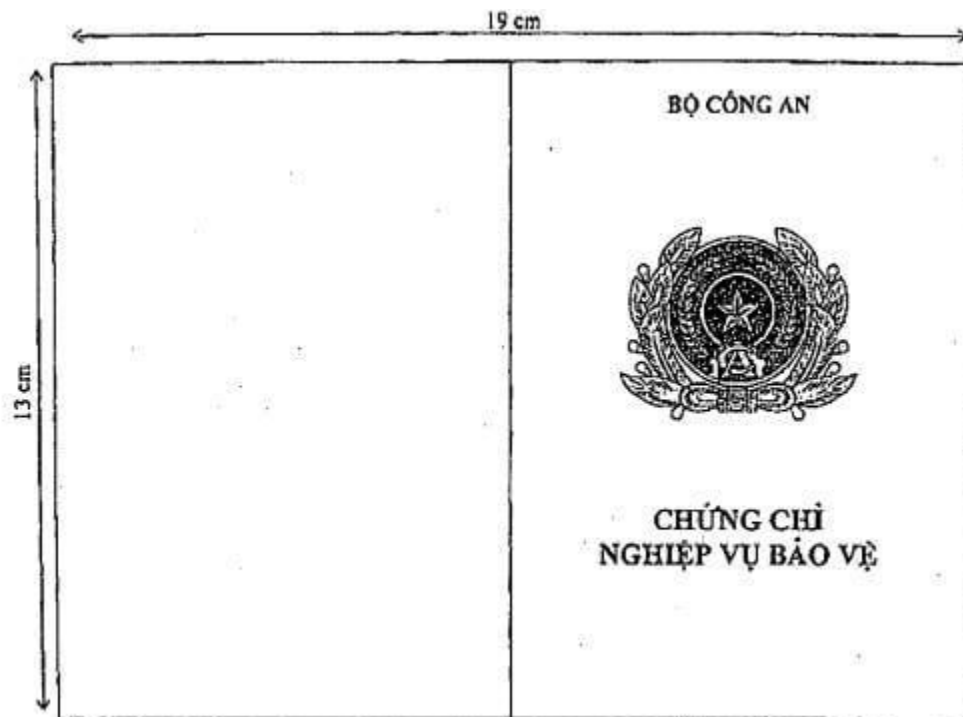 19 cm
13 cm
BỘ CÔNG AN
CHỨNG CHỈ
NGHIỆP VỤ BẢO VỆ